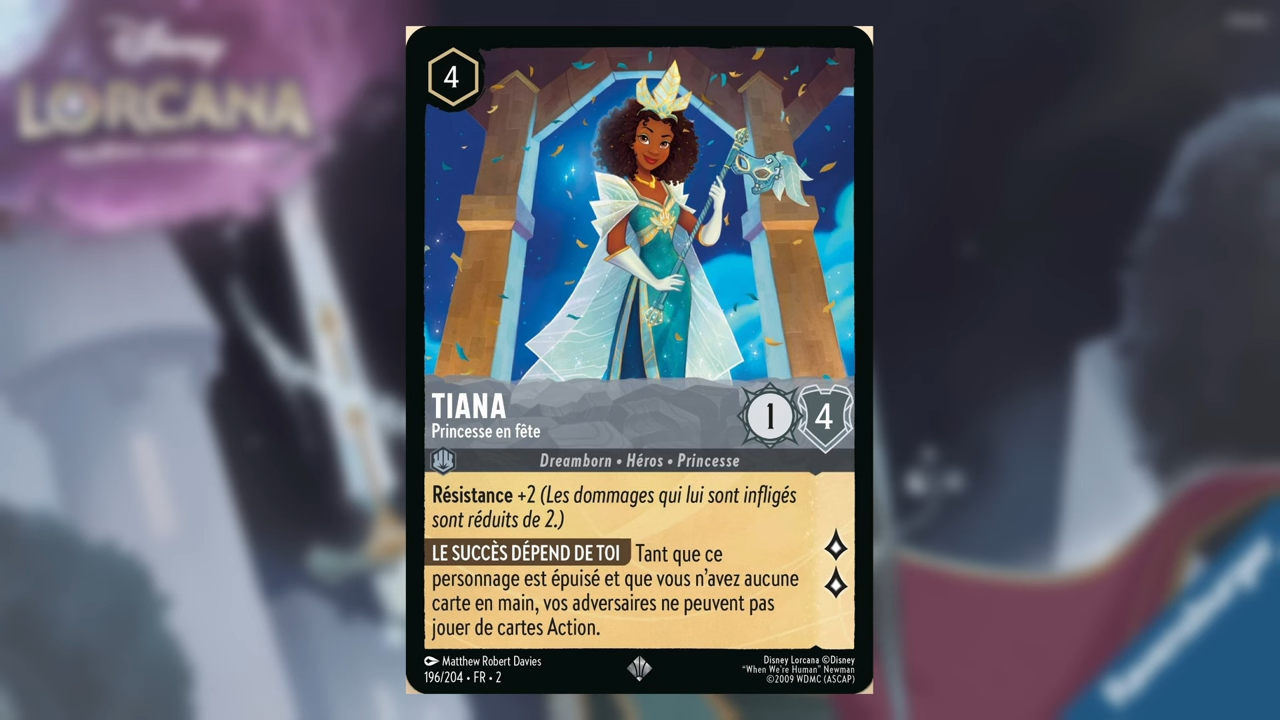 Disney
LORCANA
4
TIANA
Princesse en fête
1
4
Dreamborn • Héros • Princesse
Résistance +2 (Les dommages qui lui sont infligés
sont réduits de 2.)
LE SUCCÈS DÉPEND DE TOI Tant que ce
personnage est épuisé et que vous n'avez aucune
carte en main, vos adversaires ne peuvent pas
jouer de cartes Action.
Matthew Robert Davies
196/204 • FR • 2
Disney Lorcana ©Disney
"When We're Human" Newman
©2009 WDMC (ASCAP)